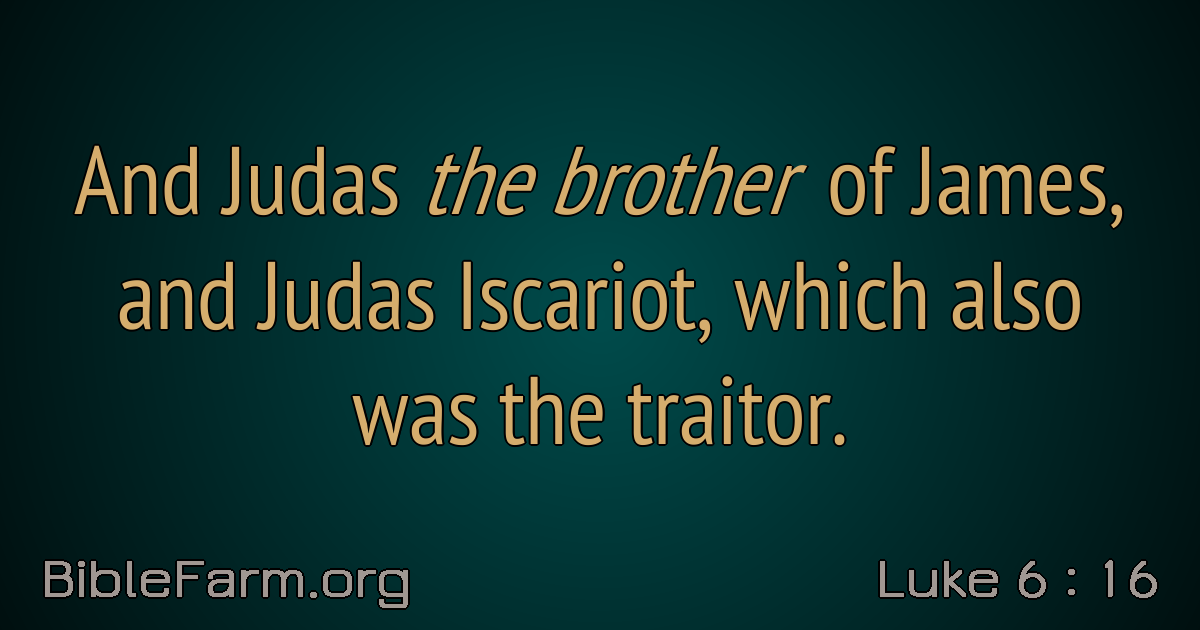 And Judas the brother of James,
and Judas Iscariot, which also
was the traitor.
BibleFarm.org
Luke 6 : 16